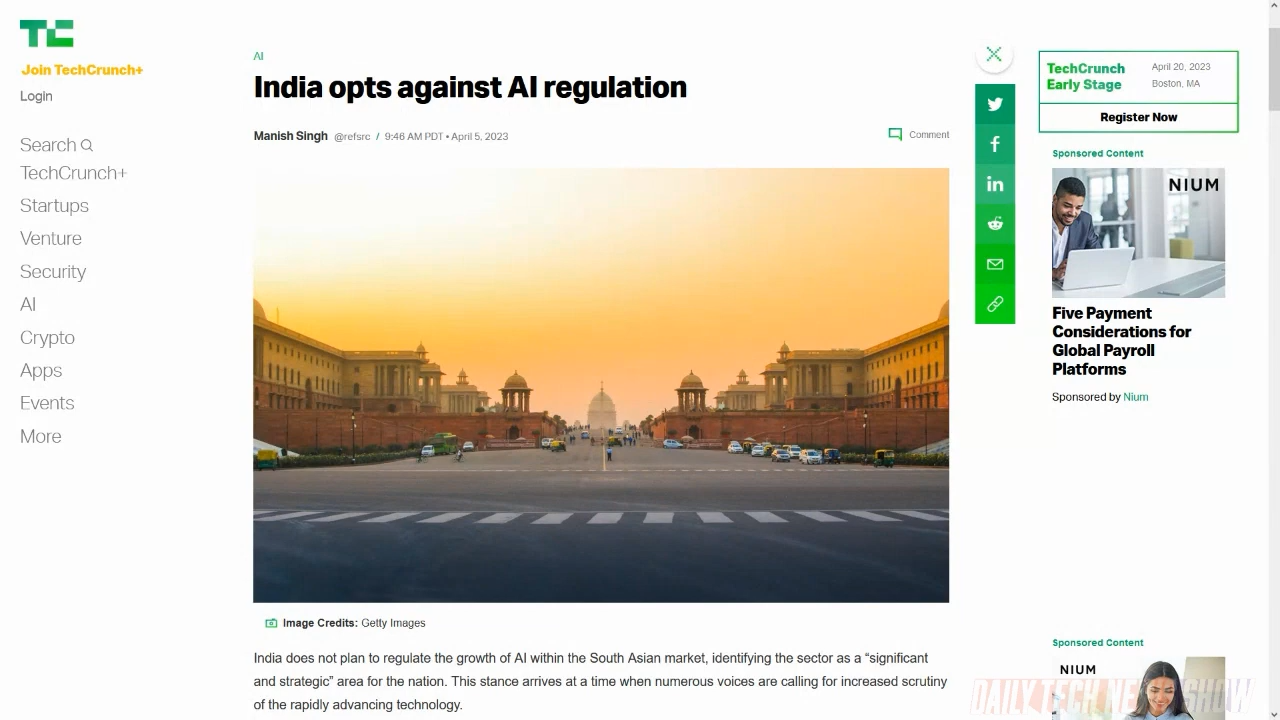 TC
Join TechCrunch+
Login
Search
TechCrunch+
Startups
Venture
Security
AI
Crypto
Apps
Events
More
AI
India opts against AI regulation
Manish Singh @refsrc / 9:46 AM PDT • April 5, 2023
Comment
Image Credits: Getty Images
India does not plan to regulate the growth of AI within the South Asian market, identifying the sector as a “significant
and strategic” area for the nation. This stance arrives at a time when numerous voices are calling for increased scrutiny
of the rapidly advancing technology.
TechCrunch
Early Stage
April 20, 2023
Boston, MA
Register Now
Sponsored Content
NIUM
Five Payment
Considerations for
Global Payroll
Platforms
Sponsored by Nium
Sponsored Content
NIUM
DAILY TECH NEWS SHOW